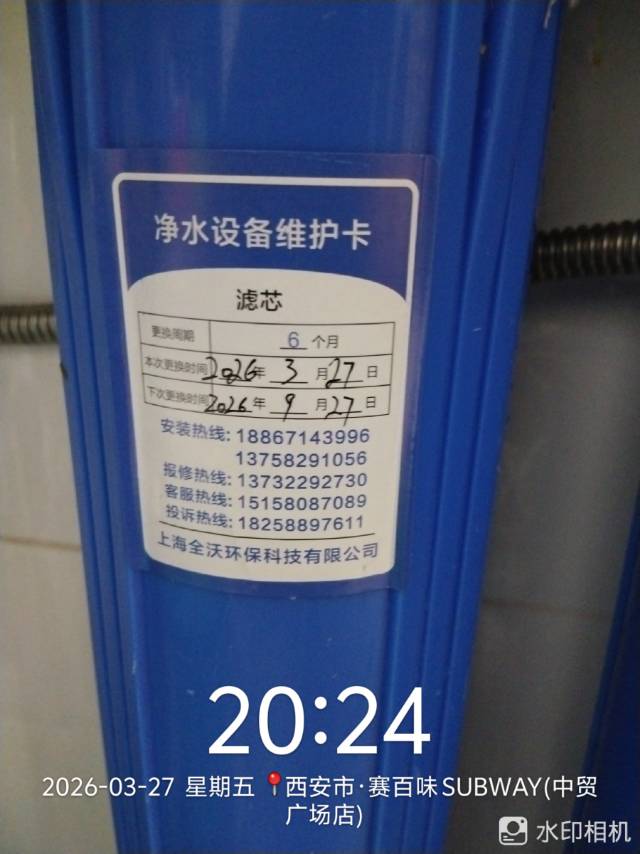 净水设备维护卡
滤芯
更换周期 6 个月
本次更换时间 2026年 3 月 27 日
下次更换时间 2026 年 9 月 27 日
安装热线: 18867143996
13758291056
报修热线: 13732292730
客服热线: 15158087089
投诉热线: 18258897611
上海全沃环保科技有限公司
20:24
2026-03-27 星期五 📍西安市·赛百味SUBWAY(中贸
广场店)
水印相机